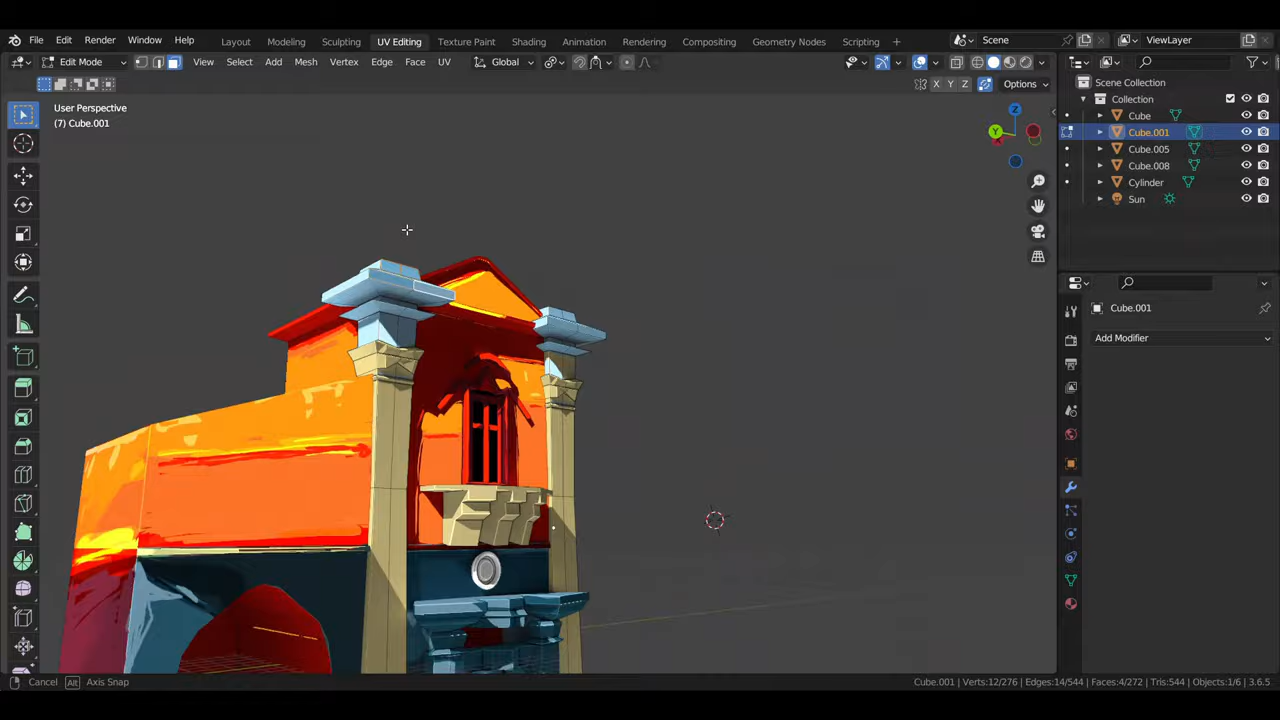 File Edit Render Window Help Layout Modeling Sculpting UV Editing Texture Paint Shading Animation Rendering Compositing Geometry Nodes Scripting + Scene ViewLayer
Edit Mode View Select Add Mesh Vertex Edge Face UV Global
X Y Z Options
User Perspective
(7) Cube.001
Z
Y
Scene Collection
Collection
Cube
Cube.001
Cube.005
Cube.008
Cylinder
Sun
Cube.001
Add Modifier
Cancel Alt Axis Snap Cube.001 | Verts:12/276 | Edges:14/544 | Faces:4/272 | Tris:544 | Objects:1/6 | 3.6.5